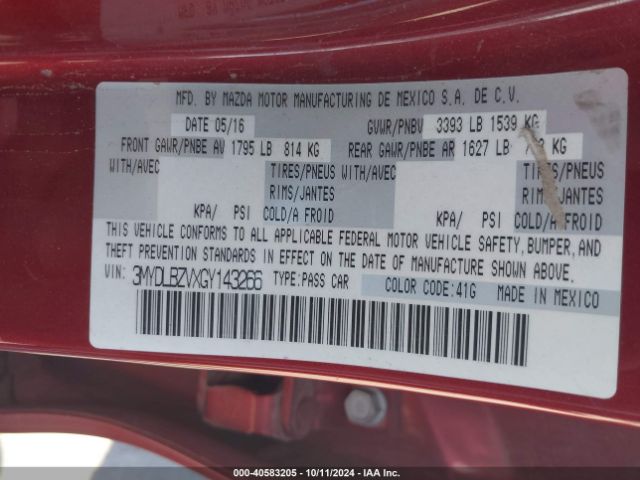 MFD. BY MAZDA MOTOR MANUFACTURING DE MEXICO S.A. DE C.V.
DATE 05/16 GVWR/PNBV 3393 LB 1539 KG
FRONT GAWR/PNBE AV 1795 LB 814 KG REAR GAWR/PNBE AR 1627 LB KG
WITH/AVEC TIRES/PNEUS WITH/AVEC TIRES/PNEUS
RIMS/JANTES RIMS/JANTES
KPA/ PSI COLD/A FROID KPA/ PSI COLD/A FROID
THIS VEHICLE CONFORMS TO ALL APPLICABLE FEDERAL MOTOR VEHICLE SAFETY, BUMPER, AND
THEFT PREVENTION STANDARDS IN EFFECT ON THE DATE OF MANUFACTURE SHOWN ABOVE.
VIN: 3MYDLBZVXGY143266 TYPE:PASS CAR COLOR CODE:41G MADE IN MEXICO
000-40583205 - 10/11/2024 - IAA Inc.